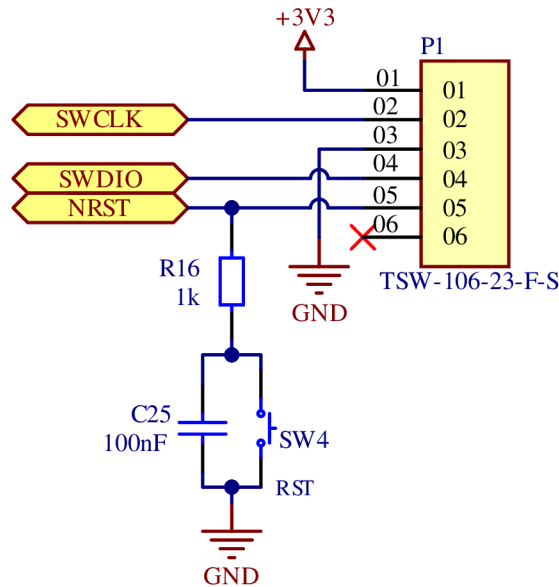 +3V3
P1
01 01
SWCLK 02 02
03 03
SWDIO 04 04
NRST 05 05
06 06
R16
1k
TSW-106-23-F-S
GND
C25
100nF
SW4
RST
GND